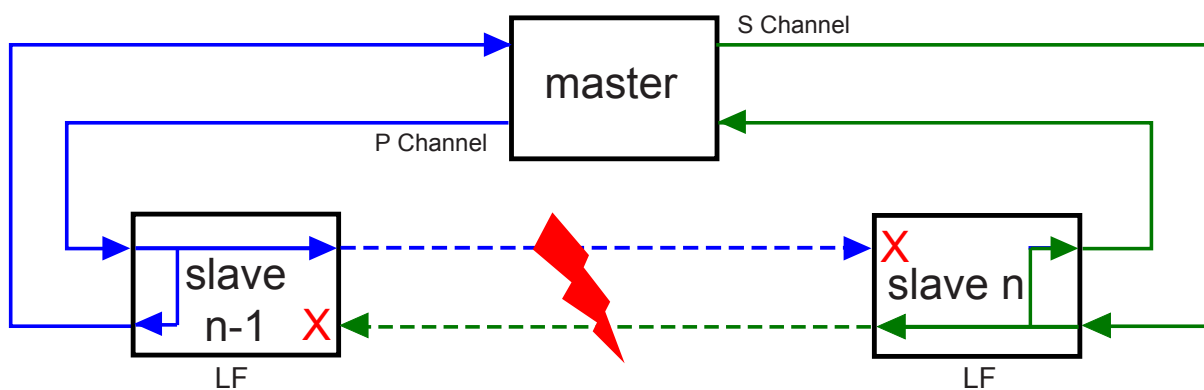 S Channel
master
P Channel
X
slave
n-1
X
slave n
LF
LF